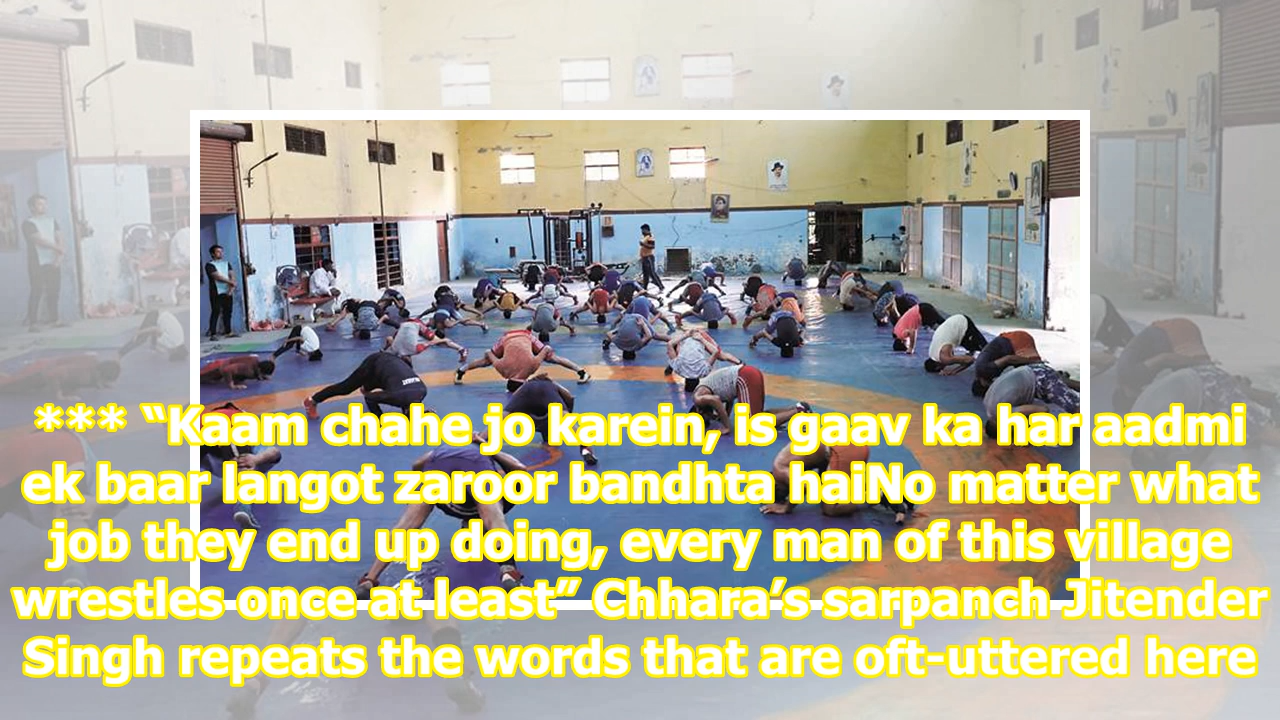 *** “Kaam chahe jo karein, is gaav ka har aadmi
ek baar langot zaroor bandhta haiNo matter what
job they end up doing, every man of this village
wrestles once at least” Chhara’s sarpanch Jitender
Singh repeats the words that are oft-uttered here